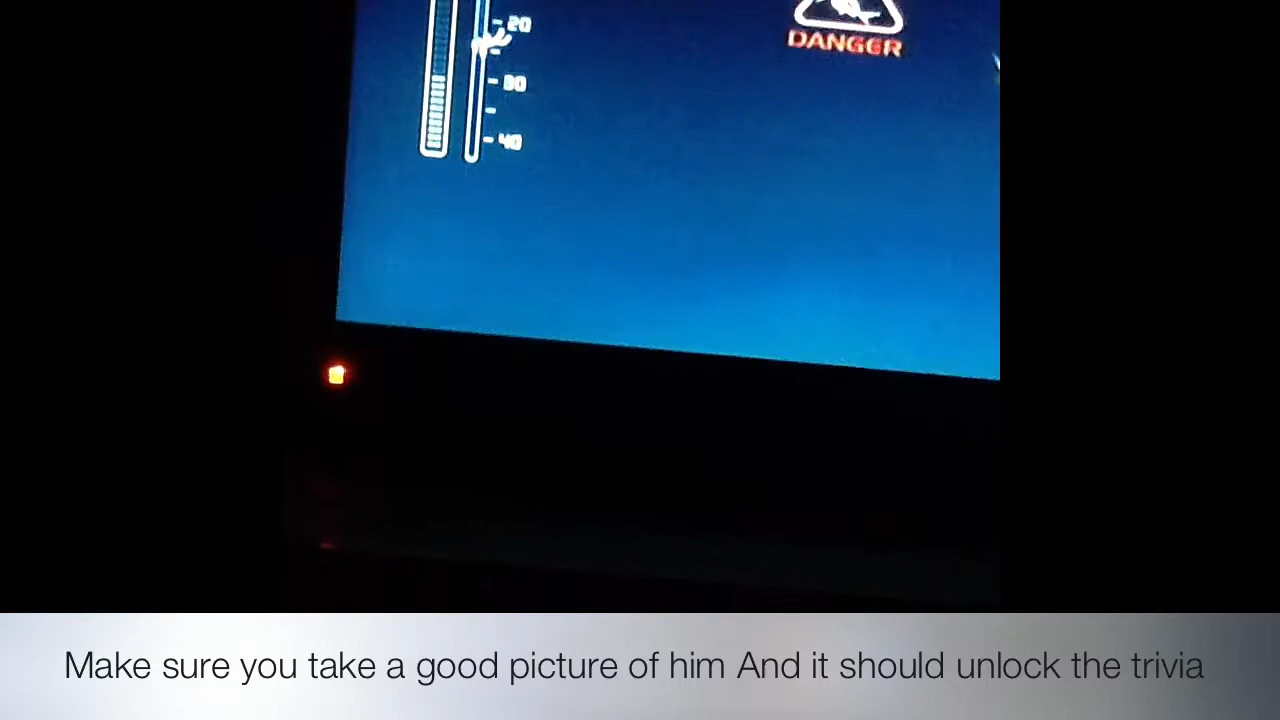 20
DANGER
30
40
Make sure you take a good picture of him And it should unlock the trivia